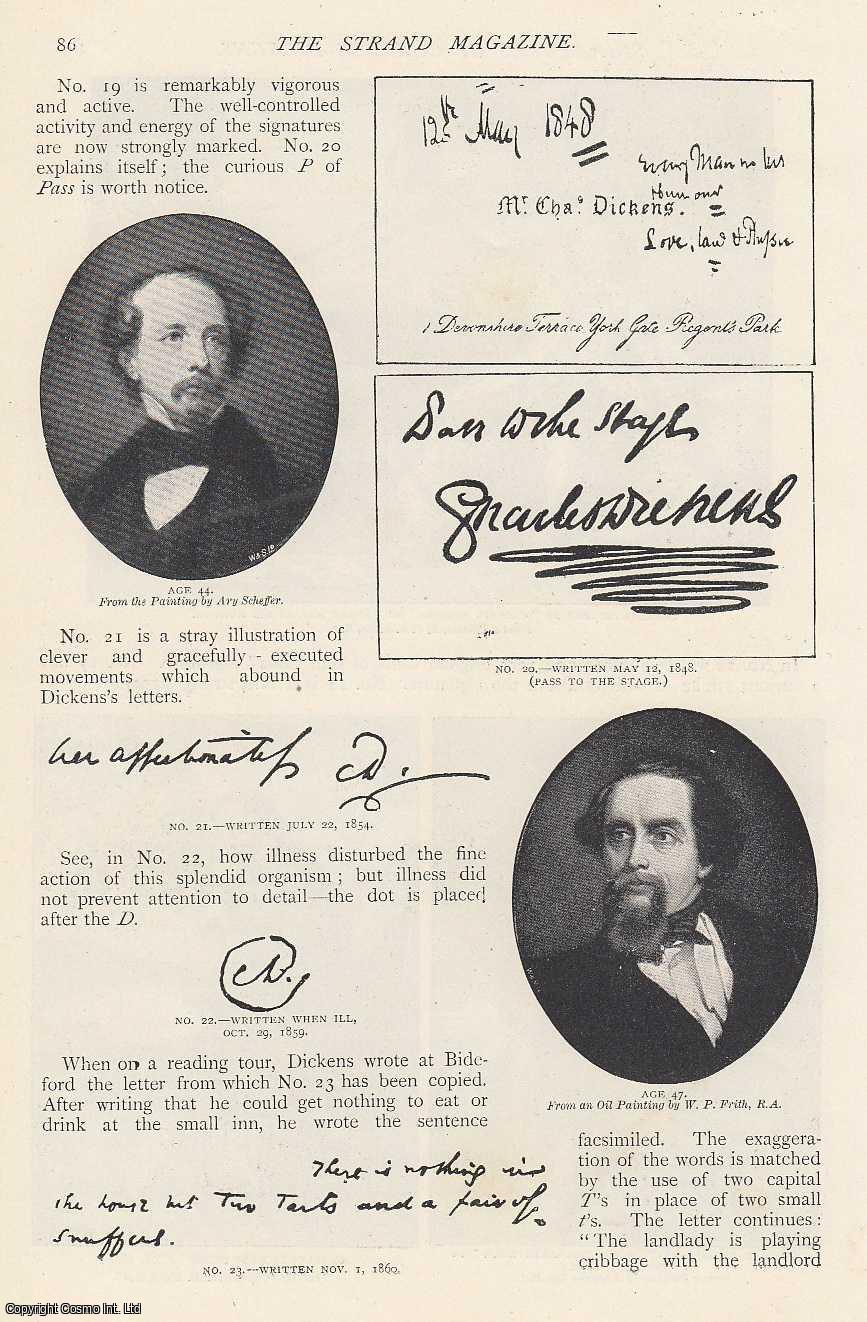 86
THE STRAND MAGAZINE.
No. 19 is remarkably vigorous
and active. The well-controlled
activity and energy of the signatures
are now strongly marked. No. 20
explains itself; the curious P of
Pass is worth notice.
AGE 44.
From the Painting by Ary Scheffer.
12th May 1848
Every Man in his
Humour
Mr. Chas. Dickens.
Love, Law & Physic
1 Devonshire Terrace York Gate Regent's Park
Pass to the Stage
Charles Dickens
NO. 20.—WRITTEN MAY 12, 1848.
(PASS TO THE STAGE.)
No. 21 is a stray illustration of
clever and gracefully-executed
movements which abound in
Dickens's letters.
affectionately CD.
NO. 21.—WRITTEN JULY 22, 1854.
See, in No. 22, how illness disturbed the fine
action of this splendid organism; but illness did
not prevent attention to detail—the dot is placed
after the D.
CD.
NO. 22.—WRITTEN WHEN ILL,
OCT. 29, 1859.
AGE 47.
From an Oil Painting by W. P. Frith, R.A.
When on a reading tour, Dickens wrote at Bide-
ford the letter from which No. 23 has been copied.
After writing that he could get nothing to eat or
drink at the small inn, he wrote the sentence
There is nothing in
the house but Two Tarts and a pair of
snuffers.
NO. 23.—WRITTEN NOV. 1, 1860.
facsimiled. The exaggera-
tion of the words is matched
by the use of two capital
T's in place of two small
t's. The letter continues:
"The landlady is playing
cribbage with the landlord
Copyright Cosmo Int. Ltd